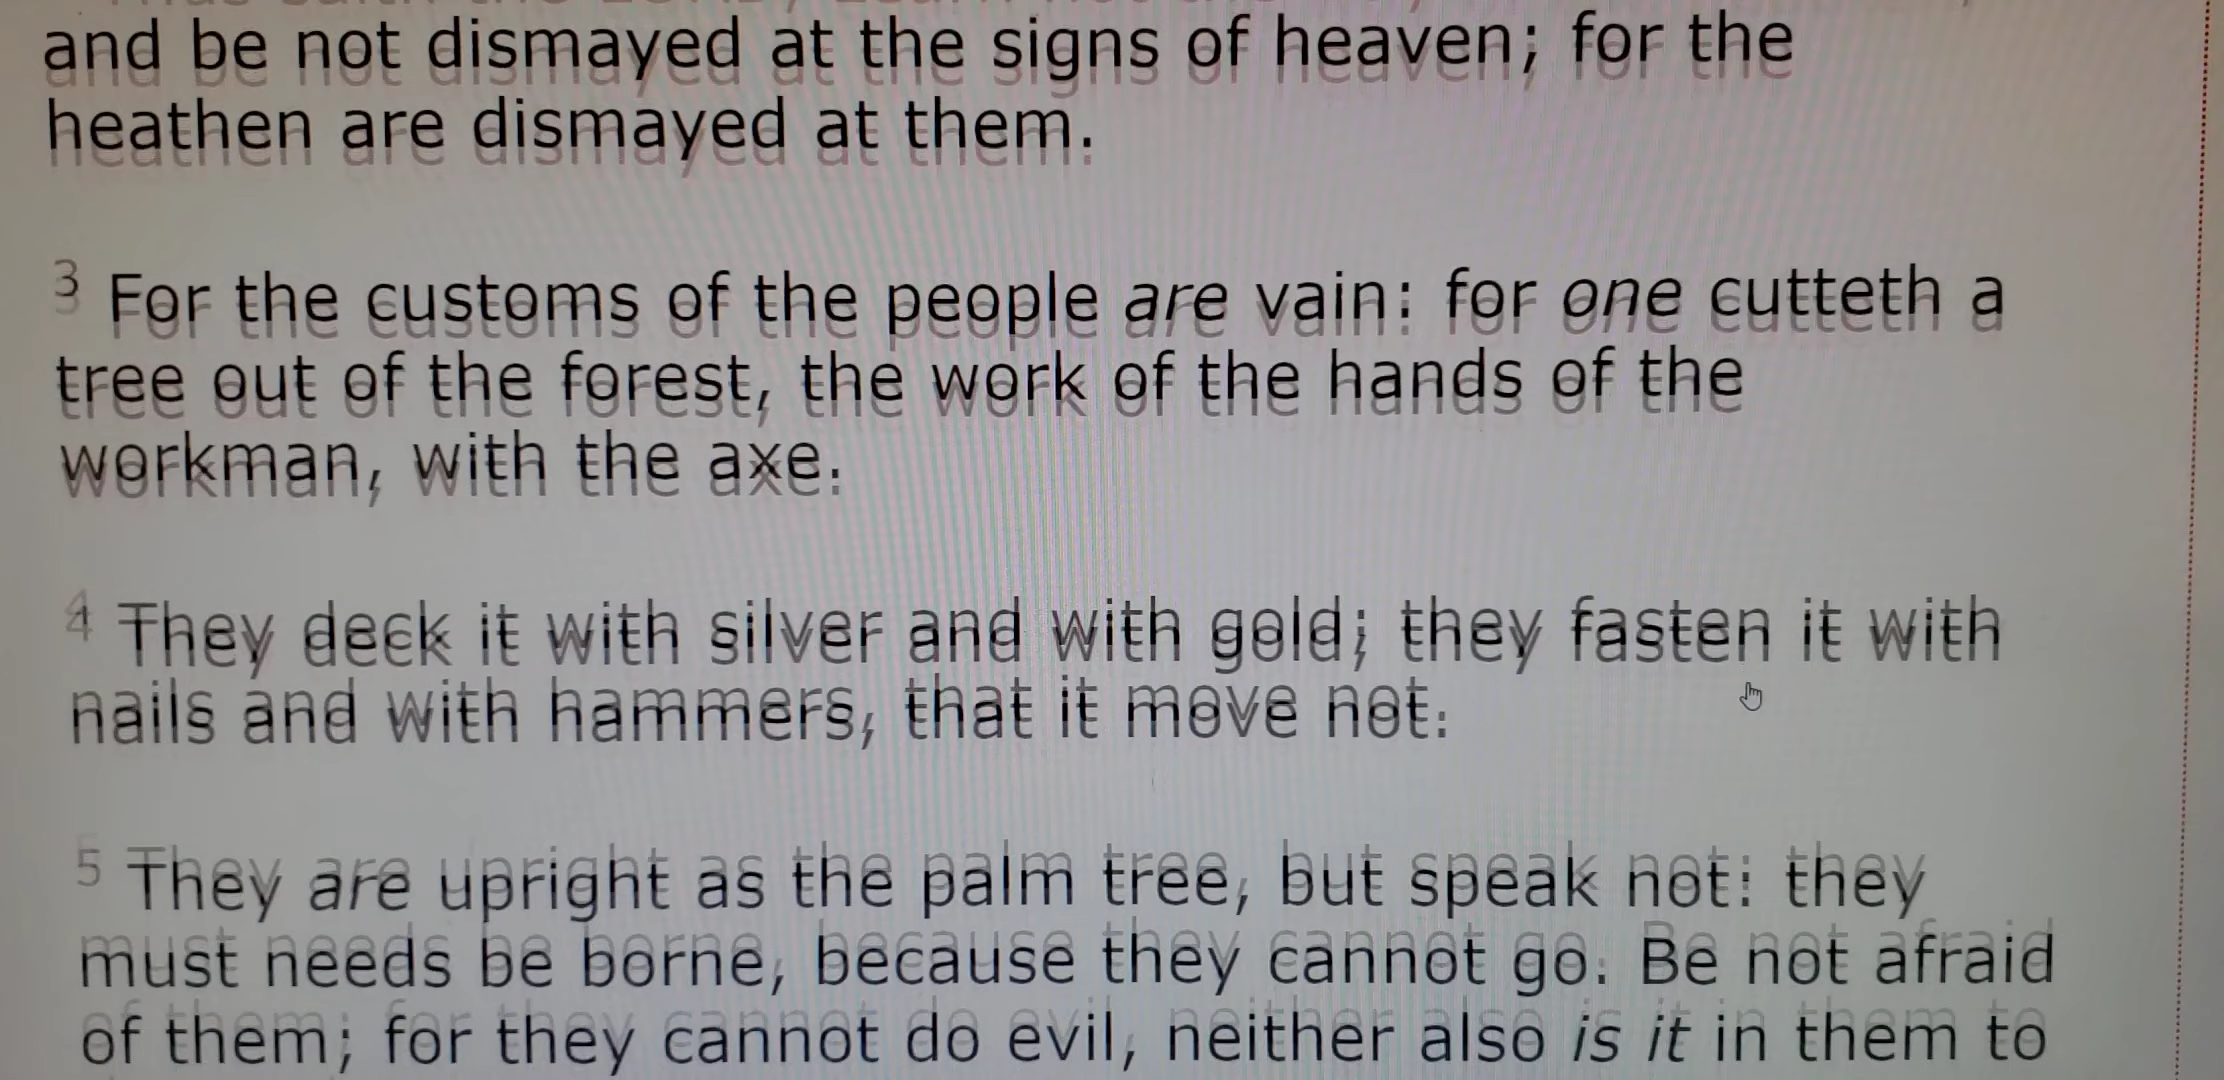 and be not dismayed at the signs of heaven; for the
heathen are dismayed at them.
3 For the customs of the people are vain: for one cutteth a
tree out of the forest, the work of the hands of the
workman, with the axe.
4 They deck it with silver and with gold; they fasten it with
nails and with hammers, that it move not.
5 They are upright as the palm tree, but speak not: they
must needs be borne, because they cannot go. Be not afraid
of them; for they cannot do evil, neither also is it in them to